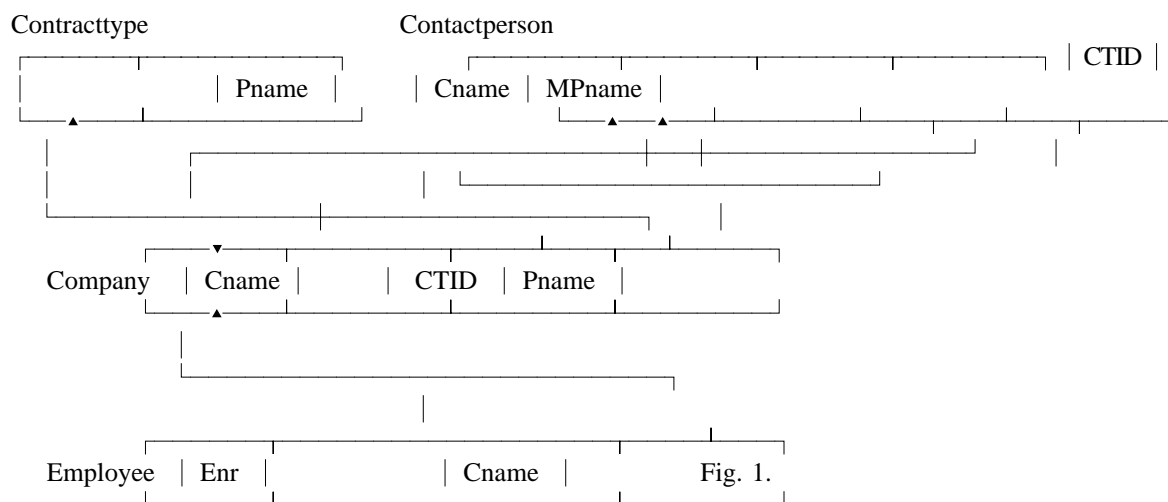 Contracttype Contactperson
CTID
Pname Cname MPname
Company Cname CTID Pname
Employee Enr Cname Fig. 1.